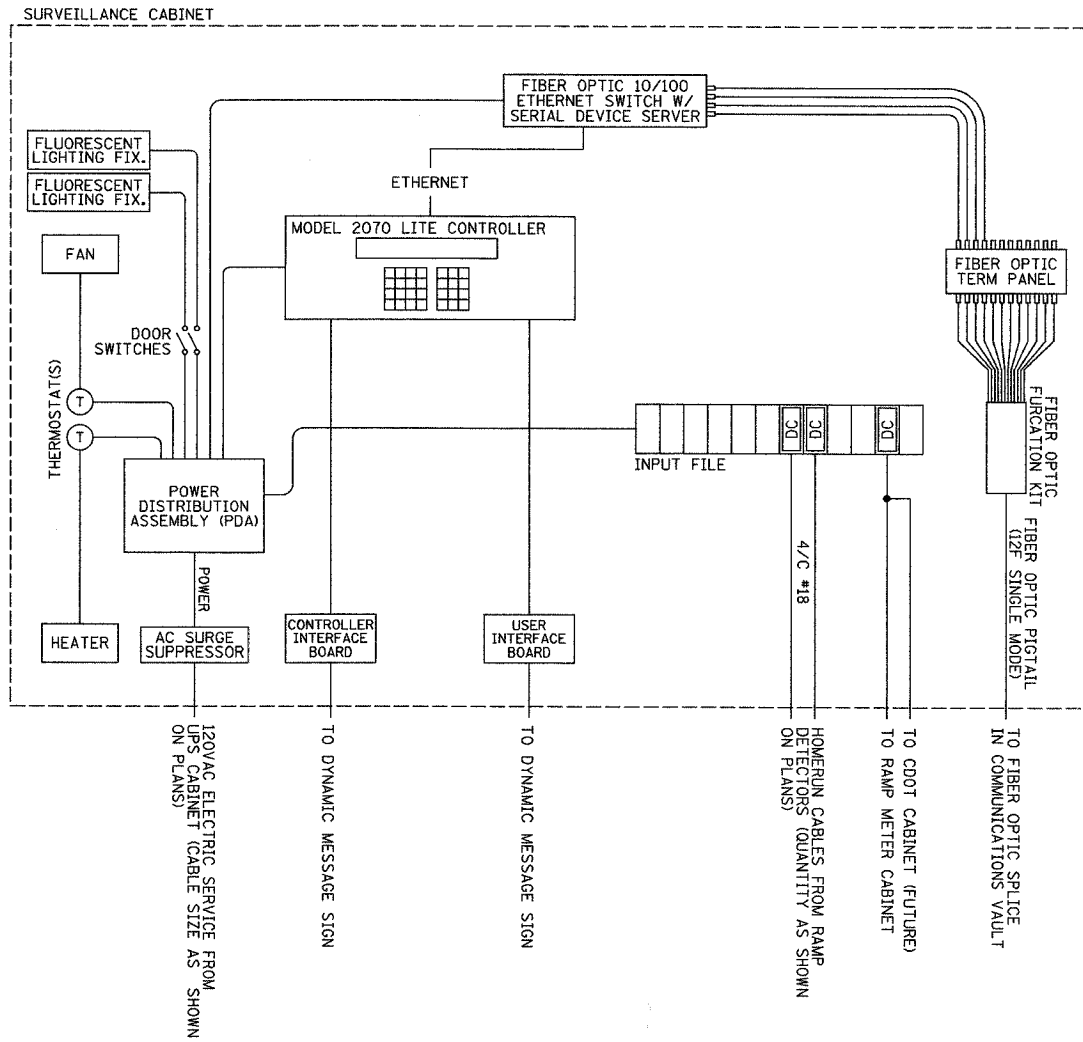 SURVEILLANCE CABINET
FIBER OPTIC 10/100
ETHERNET SWITCH W/
SERIAL DEVICE SERVER
FLUORESCENT
LIGHTING FIX.
FLUORESCENT
LIGHTING FIX.
ETHERNET
MODEL 2070 LITE CONTROLLER
FAN
FIBER OPTIC
TERM PANEL
DOOR
SWITCHES
THERMOSTAT(S)
T
T
DC
DC
DC
INPUT FILE
FIBER OPTIC
FURCATION KIT
POWER
DISTRIBUTION
ASSEMBLY (PDA)
FIBER OPTIC PIGTAIL
(12F SINGLE MODE)
4/C #18
POWER
HEATER
AC SURGE
SUPPRESSOR
CONTROLLER
INTERFACE
BOARD
USER
INTERFACE
BOARD
120VAC ELECTRIC SERVICE FROM
UPS CABINET (CABLE SIZE AS SHOWN
ON PLANS)
TO DYNAMIC MESSAGE SIGN
TO DYNAMIC MESSAGE SIGN
HOMERUN CABLES FROM RAMP
DETECTORS (QUANTITY AS SHOWN
ON PLANS)
TO CDOT CABINET (FUTURE)
TO RAMP METER CABINET
TO FIBER OPTIC SPLICE
IN COMMUNICATIONS VAULT